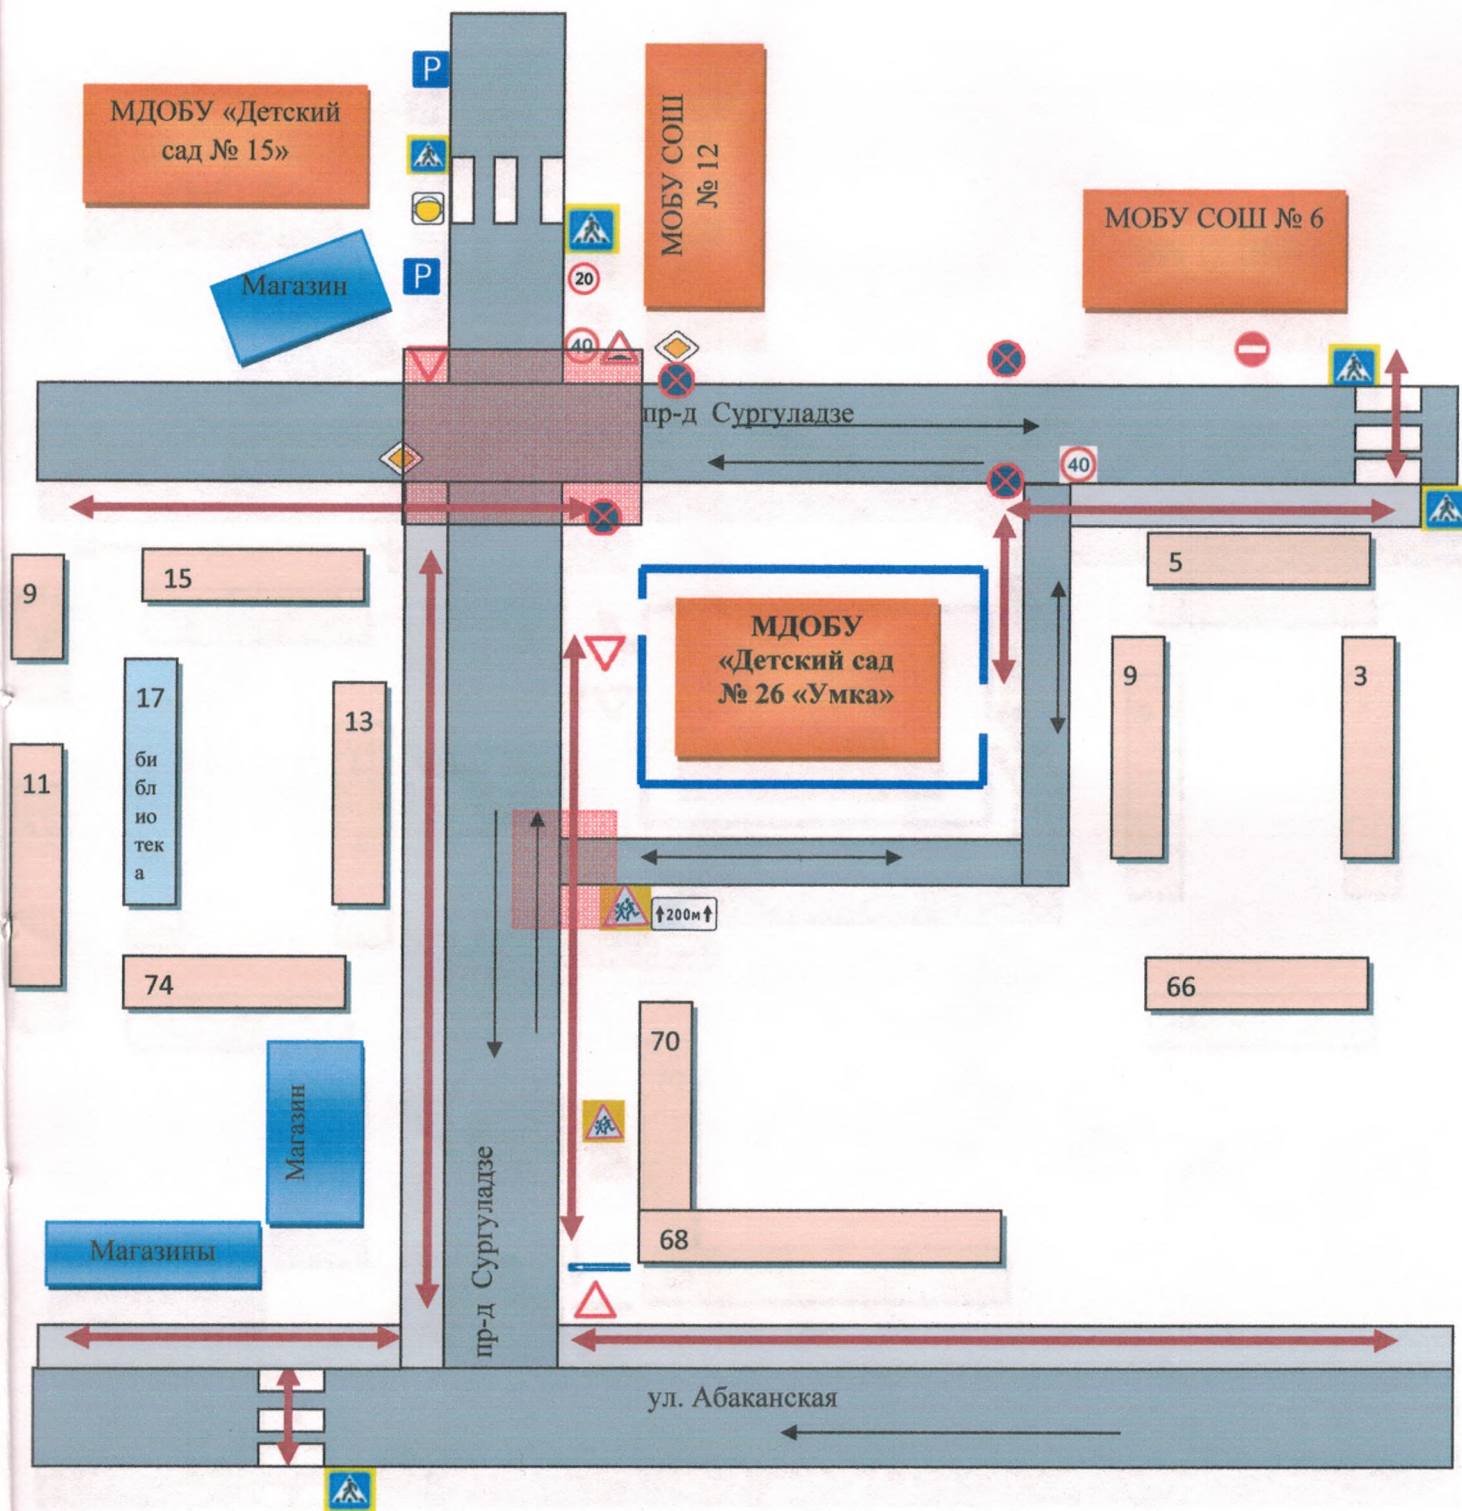 P
МДОБУ «Детский
сад № 15»
МОБУ СОШ
№ 12
МОБУ СОШ № 6
Магазин
P
20
40
пр-д Сургуладзе
40
9
15
5
МДОБУ
«Детский сад
№ 26 «Умка»
17
би
бл
ио
тек
а
13
9
3
11
200м
74
66
70
Магазин
пр-д Сургуладзе
68
Магазины
ул. Абаканская